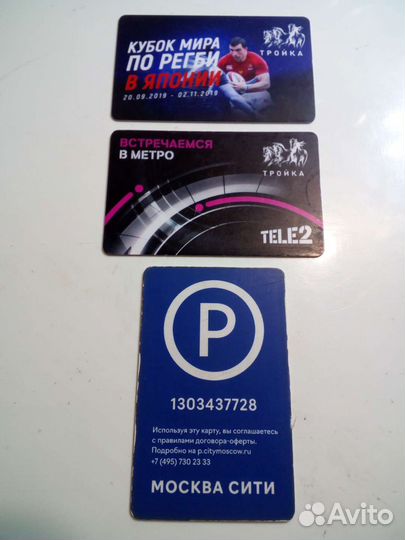 КУБОК МИРА
ПО РЕГБИ
В ЯПОНИИ
20.09.2019 - 02.11.2019
ТРОЙКА
ВСТРЕЧАЕМСЯ
В МЕТРО
ТРОЙКА
TELE2
P
1303437728
Используя эту карту, вы соглашаетесь
с правилами договора-оферты.
Подробно на p.citymoscow.ru
+7 (495) 730 23 33
МОСКВА СИТИ
Avito